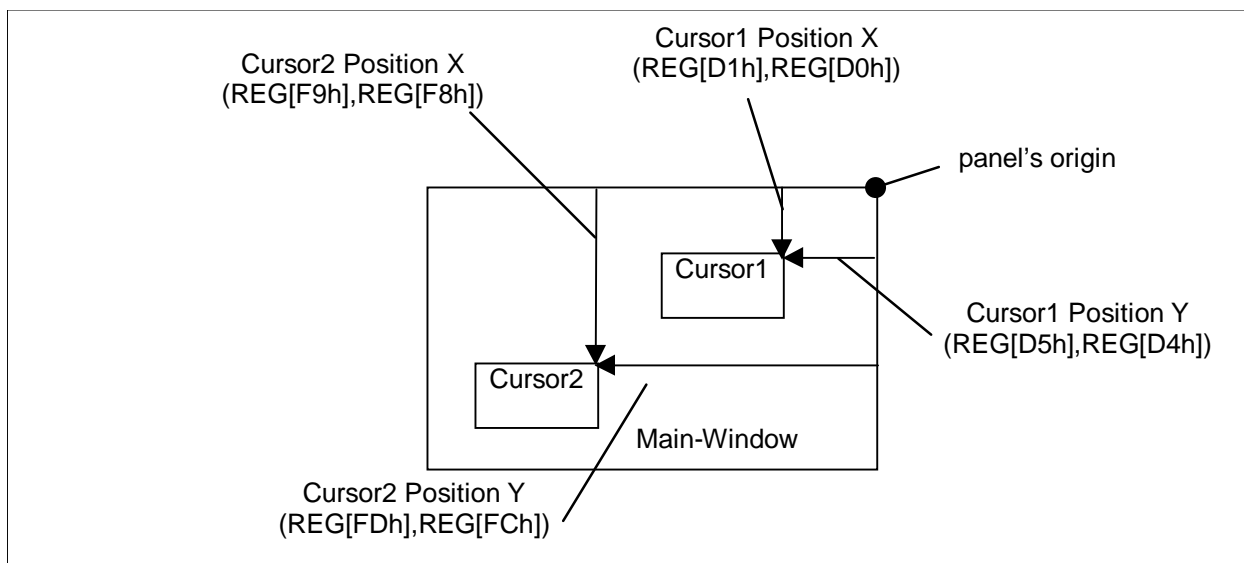 Cursor1 Position X
(REG[D1h],REG[D0h])
Cursor2 Position X
(REG[F9h],REG[F8h])
panel's origin
Cursor1
Cursor1 Position Y
(REG[D5h],REG[D4h])
Cursor2
Main-Window
Cursor2 Position Y
(REG[FDh],REG[FCh])